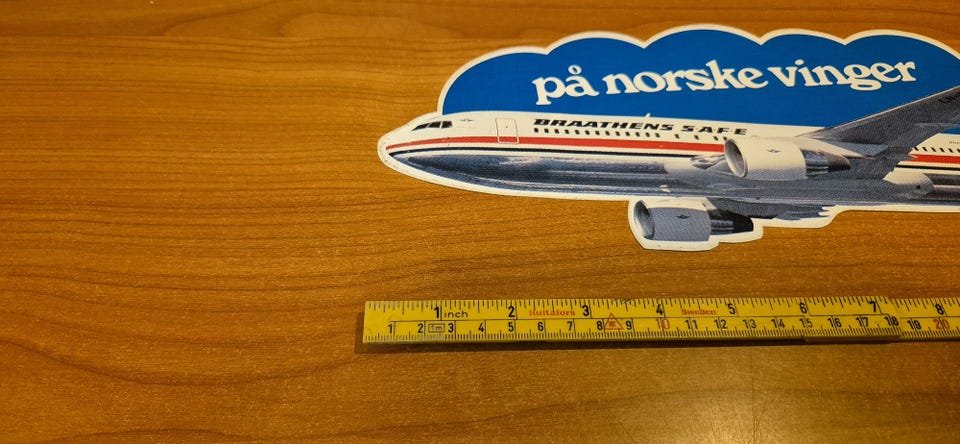 på norske vinger
BRAATHENS S.A.F.E
1 inch 2 hultafors 3 4 Sweden 5 6 7 8
1 2 1m 3 4 5 6 7 8 9 10 11 12 13 14 15 16 17 18 19 20